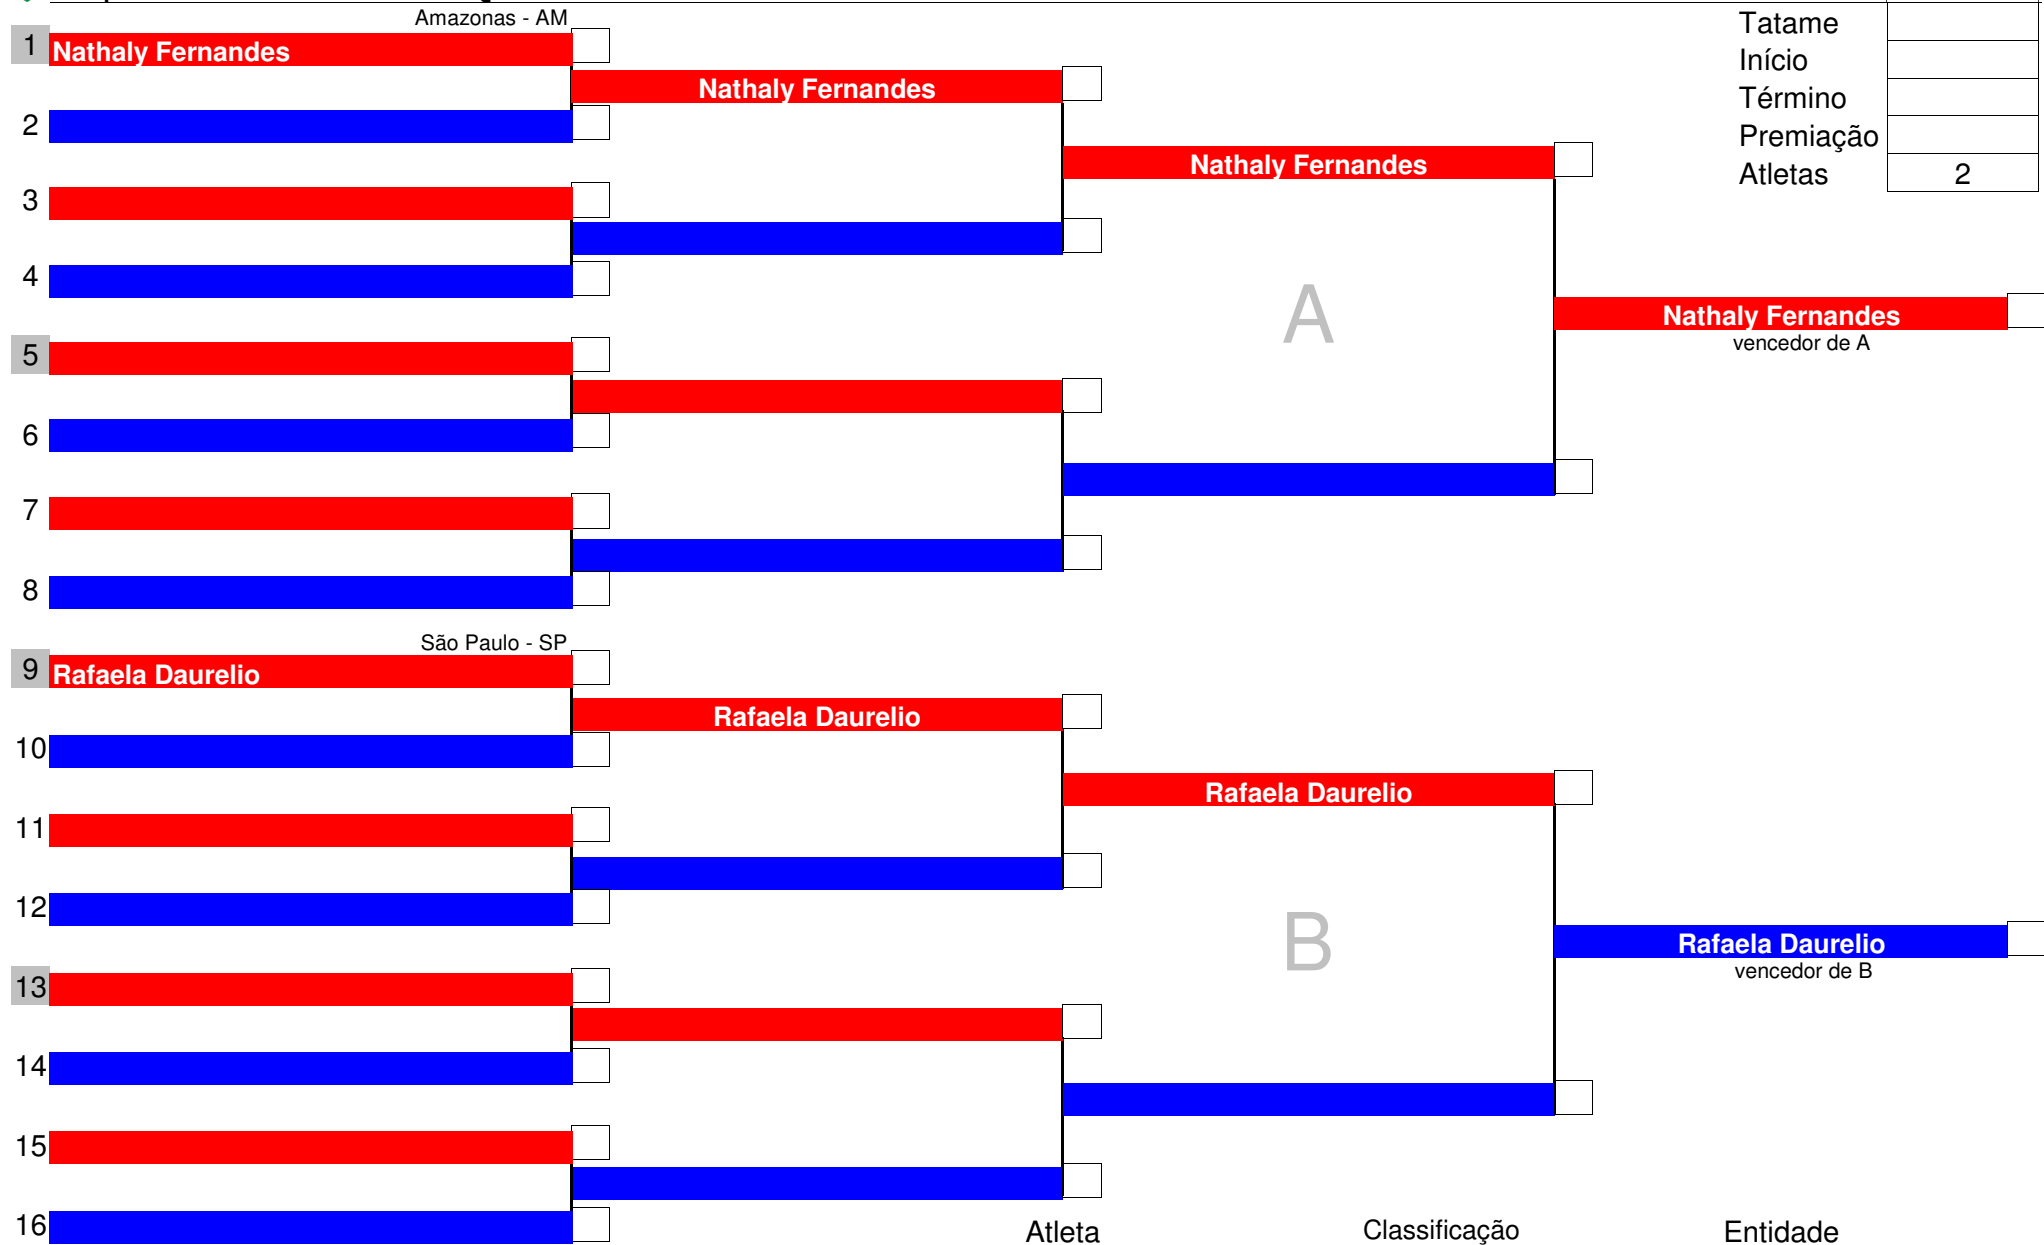 Amazonas - AM
1 Nathaly Fernandes
Nathaly Fernandes
2
Nathaly Fernandes
3
4
Nathaly Fernandes
vencedor de A
A
5
6
7
8
Tatame
Início
Término
Premiação
Atletas 2
São Paulo - SP
9 Rafaela Daurelio
Rafaela Daurelio
10
Rafaela Daurelio
11
12
Rafaela Daurelio
vencedor de B
B
13
14
15
16
Atleta Classificação Entidade